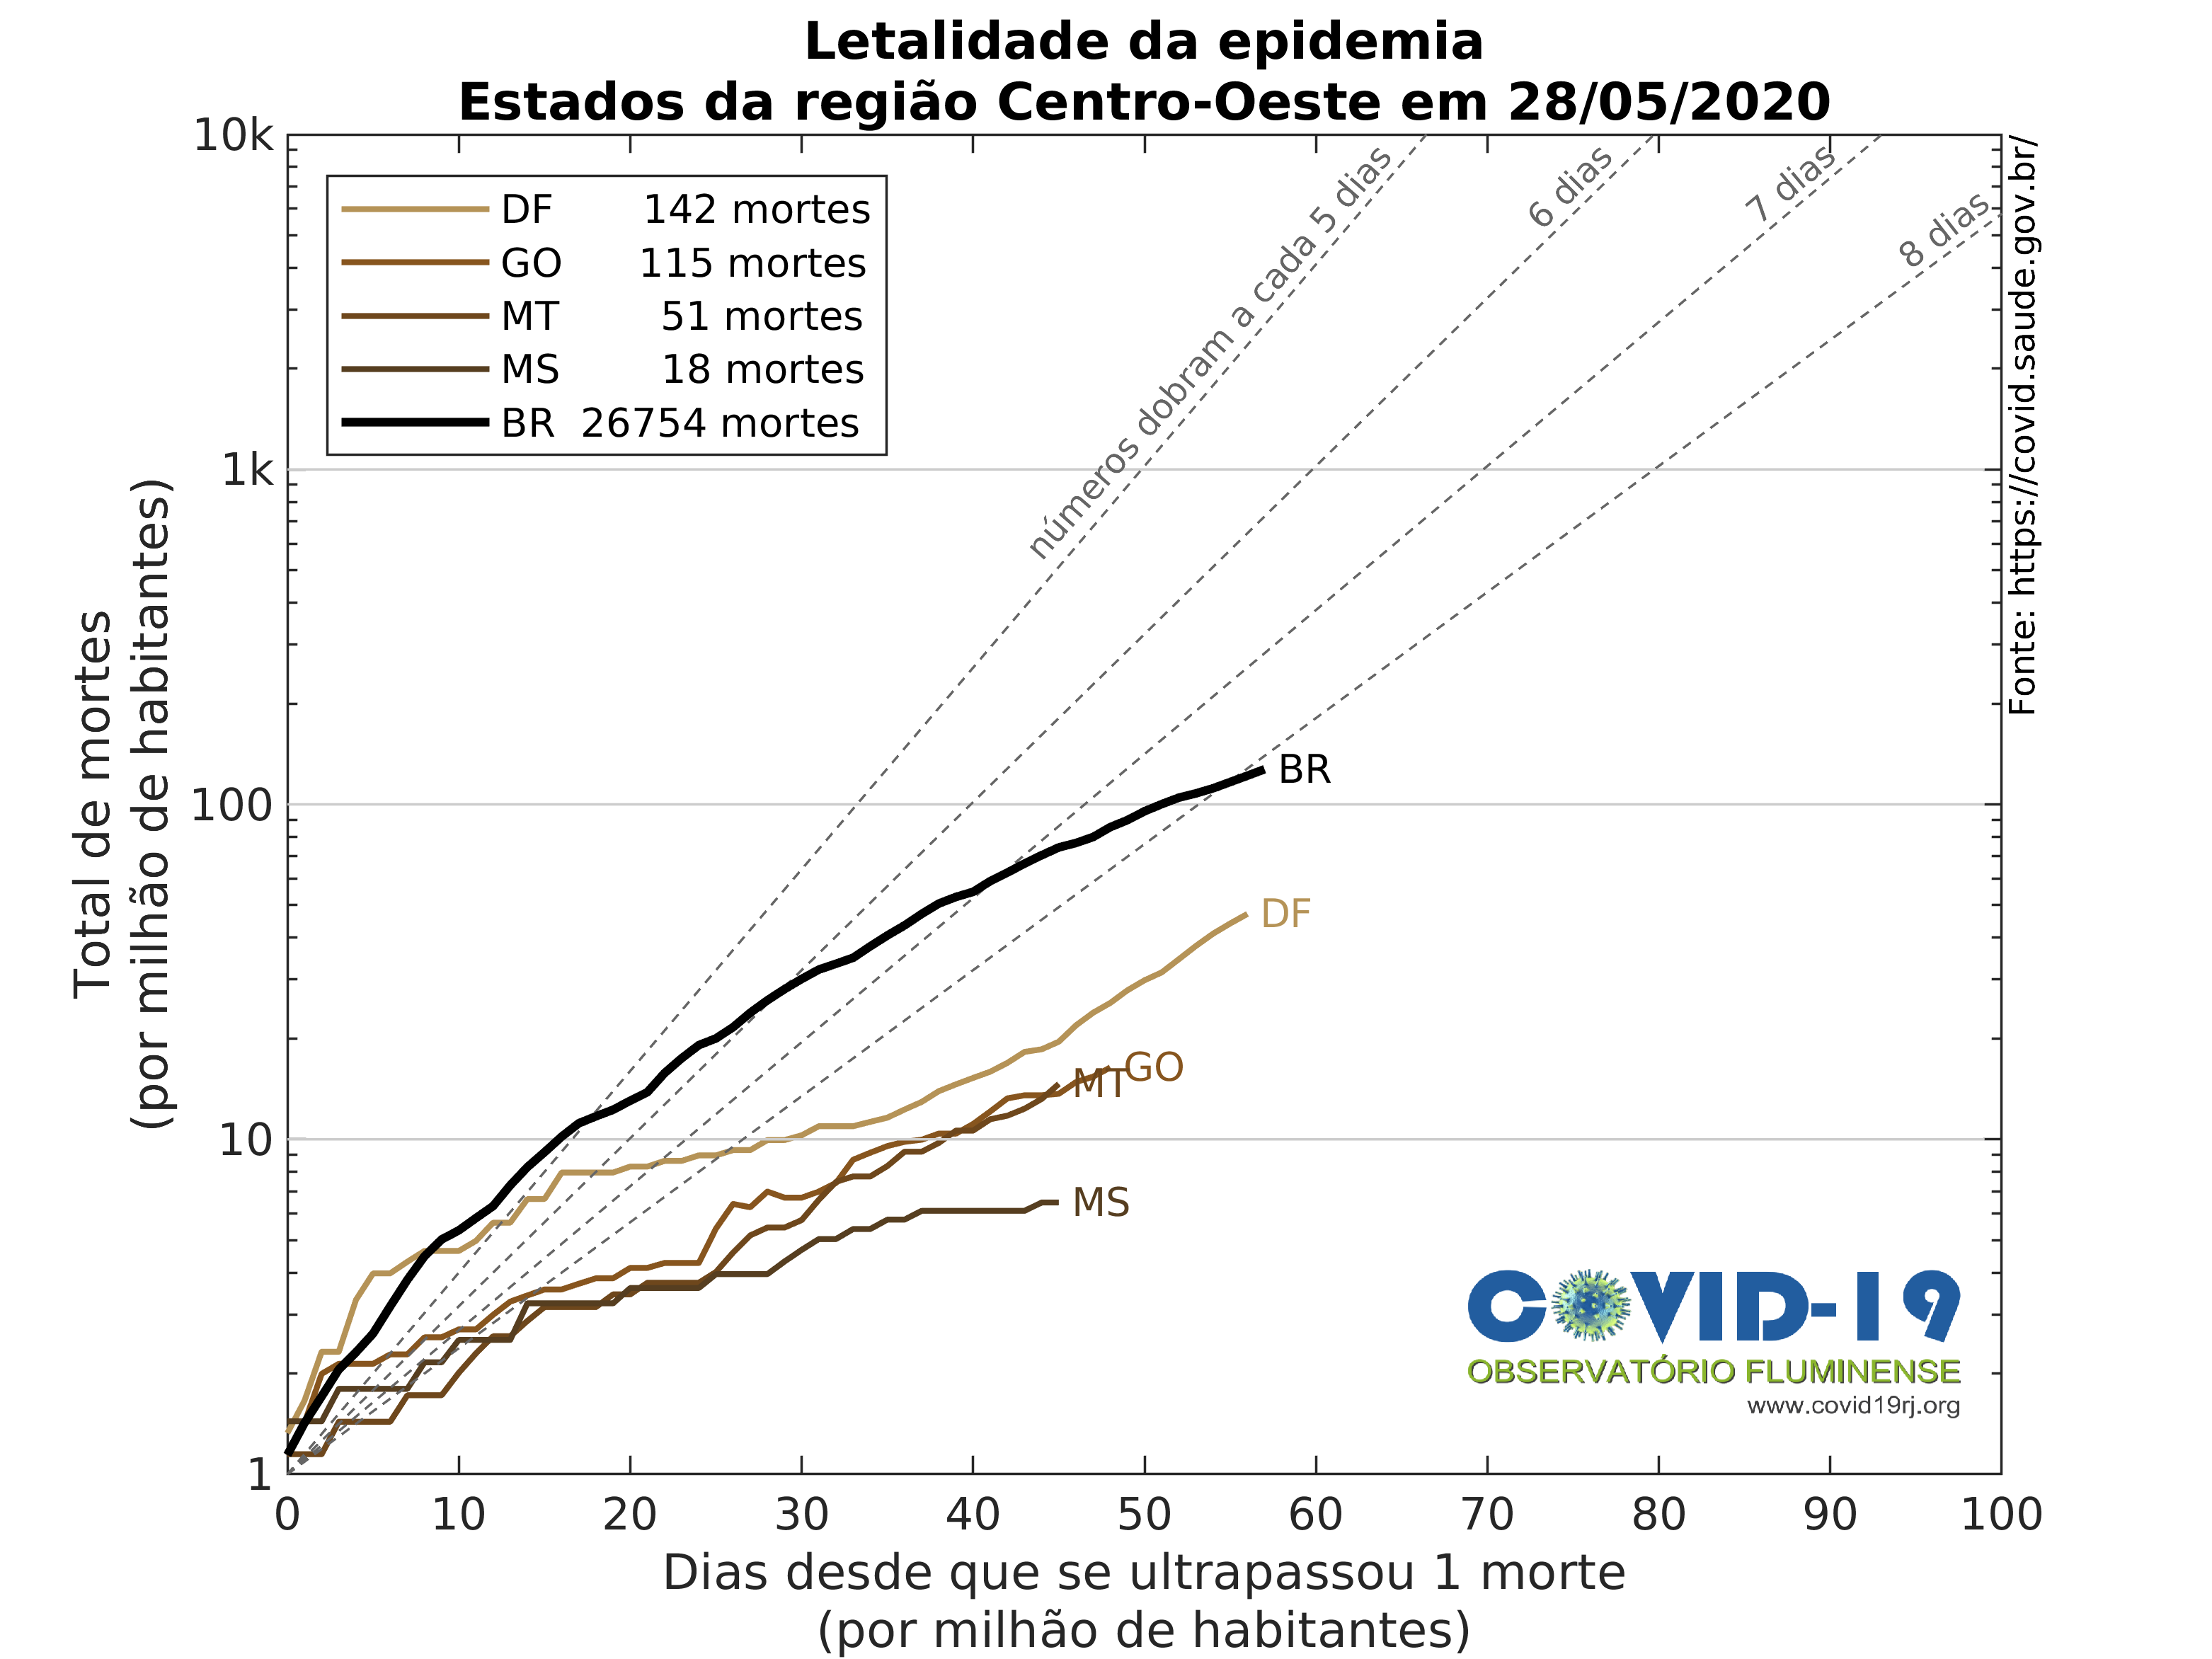 Letalidade da epidemia
Estados da região Centro-Oeste em 28/05/2020
10k
1k
100
10
1
Total de mortes
(por milhão de habitantes)
DF 142 mortes
GO 115 mortes
MT 51 mortes
MS 18 mortes
BR 26754 mortes
números dobram a cada 5 dias
6 dias
7 dias
8 dias
Fonte: https://covid.saude.gov.br/
BR
DF
GO
MT
MS
COVID-19
OBSERVATÓRIO FLUMINENSE
www.covid19rj.org
0 10 20 30 40 50 60 70 80 90 100
Dias desde que se ultrapassou 1 morte
(por milhão de habitantes)